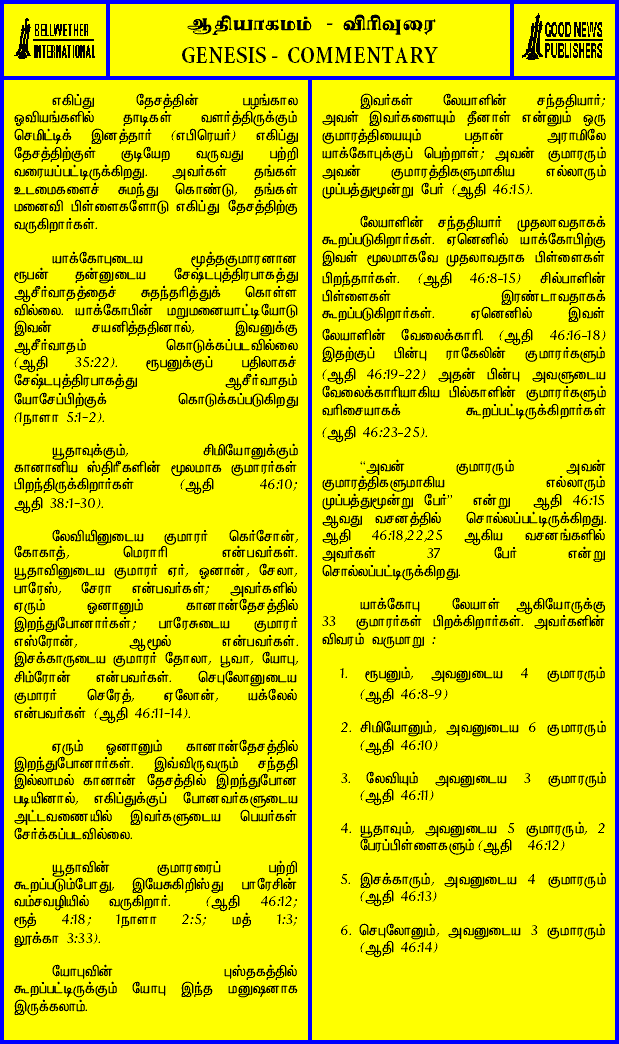 BELLWETHER
INTERNATIONAL
ஆதியாகமம் - விரிவுரை
GENESIS - COMMENTARY
GOOD NEWS
PUBLISHERS
எகிப்து தேசத்தின் பழங்கால
ஓவியங்களில் தாடிகள் வளர்த்திருக்கும்
செமிட்டிக் இனத்தார் (எபிரெயர்) எகிப்து
தேசத்திற்குள் குடியேற வருவது பற்றி
வரையப்பட்டிருக்கிறது. அவர்கள் தங்கள்
உடமைகளைச் சுமந்து கொண்டு, தங்கள்
மனைவி பிள்ளைகளோடு எகிப்து தேசத்திற்கு
வருகிறார்கள்.
யாக்கோபுடைய மூத்தகுமாரனான
ரூபன் தன்னுடைய சேஷ்டபுத்திரபாகத்து
ஆசீர்வாதத்தைச் சுதந்தரித்துக் கொள்ள
வில்லை. யாக்கோபின் மறுமனையாட்டியோடு
இவன் சயனித்ததினால், இவனுக்கு
ஆசீர்வாதம் கொடுக்கப்படவில்லை
(ஆதி 35:22). ரூபனுக்குப் பதிலாகச்
சேஷ்டபுத்திரபாகத்து ஆசீர்வாதம்
யோசேப்பிற்குக் கொடுக்கப்படுகிறது
(1நாளா 5:1-2).
யூதாவுக்கும், சிமியோனுக்கும்
கானானிய ஸ்திரீகளின் மூலமாக குமாரர்கள்
பிறந்திருக்கிறார்கள் (ஆதி 46:10;
ஆதி 38:1-30).
லேவியினுடைய குமாரர் கெர்சோன்,
கோகாத், மெராரி என்பவர்கள்.
யூதாவினுடைய குமாரர் ஏர், ஓனான், சேலா,
பாரேஸ், சேரா என்பவர்கள்; அவர்களில்
ஏரும் ஓனானும் கானான்தேசத்தில்
இறந்துபோனார்கள்; பாரேசுடைய குமாரர்
எஸ்ரோன், ஆமூல் என்பவர்கள்.
இசக்காருடைய குமாரர் தோலா, பூவா, யோபு,
சிம்ரோன் என்பவர்கள். செபுலோனுடைய
குமாரர் செரேத், ஏலோன், யக்லேல்
என்பவர்கள் (ஆதி 46:11-14).
ஏரும் ஓனானும் கானான்தேசத்தில்
இறந்துபோனார்கள். இவ்விருவரும் சந்ததி
இல்லாமல் கானான் தேசத்தில் இறந்துபோன
படியினால், எகிப்துக்குப் போனவர்களுடைய
அட்டவணையில் இவர்களுடைய பெயர்கள்
சேர்க்கப்படவில்லை.
யூதாவின் குமாரரைப் பற்றி
கூறப்படும்போது, இயேசுகிறிஸ்து பாரேசின்
வம்சவழியில் வருகிறார். (ஆதி 46:12;
ரூத் 4:18; 1நாளா 2:5; மத் 1:3;
லூக்கா 3:33).
யோபுவின் புஸ்தகத்தில்
கூறப்பட்டிருக்கும் யோபு இந்த மனுஷனாக
இருக்கலாம்.
இவர்கள் லேயாளின் சந்ததியார்;
அவள் இவர்களையும் தீனாள் என்னும் ஒரு
குமாரத்தியையும் பதான் அராமிலே
யாக்கோபுக்குப் பெற்றாள்; அவன் குமாரரும்
அவன் குமாரத்திகளுமாகிய எல்லாரும்
முப்பத்துமூன்று பேர் (ஆதி 46:15).
லேயாளின் சந்ததியார் முதலாவதாகக்
கூறப்படுகிறார்கள். ஏனெனில் யாக்கோபிற்கு
இவள் மூலமாகவே முதலாவதாக பிள்ளைகள்
பிறந்தார்கள். (ஆதி 46:8-15) சில்பாளின்
பிள்ளைகள் இரண்டாவதாகக்
கூறப்படுகிறார்கள். ஏனெனில் இவள்
லேயாளின் வேலைக்காரி. (ஆதி 46:16-18)
இதற்குப் பின்பு ராகேலின் குமாரர்களும்
(ஆதி 46:19-22) அதன் பின்பு அவளுடைய
வேலைக்காரியாகிய பில்காளின் குமாரர்களும்
வரிசையாகக் கூறப்பட்டிருக்கிறார்கள்
(ஆதி 46:23-25).
“அவன் குமாரரும் அவன்
குமாரத்திகளுமாகிய எல்லாரும்
முப்பத்துமூன்று பேர்” என்று ஆதி 46:15
ஆவது வசனத்தில் சொல்லப்பட்டிருக்கிறது.
ஆதி 46:18,22,25 ஆகிய வசனங்களில்
அவர்கள் 37 பேர் என்று
சொல்லப்பட்டிருக்கிறது.
யாக்கோபு லேயாள் ஆகியோருக்கு
33 குமாரர்கள் பிறக்கிறார்கள். அவர்களின்
விவரம் வருமாறு :
1. ரூபனும், அவனுடைய 4 குமாரரும்
(ஆதி 46:8-9)
2. சிமியோனும், அவனுடைய 6 குமாரரும்
(ஆதி 46:10)
3. லேவியும் அவனுடைய 3 குமாரரும்
(ஆதி 46:11)
4. யூதாவும், அவனுடைய 5 குமாரரும், 2
பேரப்பிள்ளைகளும் (ஆதி 46:12)
5. இசக்காரும், அவனுடைய 4 குமாரரும்
(ஆதி 46:13)
6. செபுலோனும், அவனுடைய 3 குமாரரும்
(ஆதி 46:14)